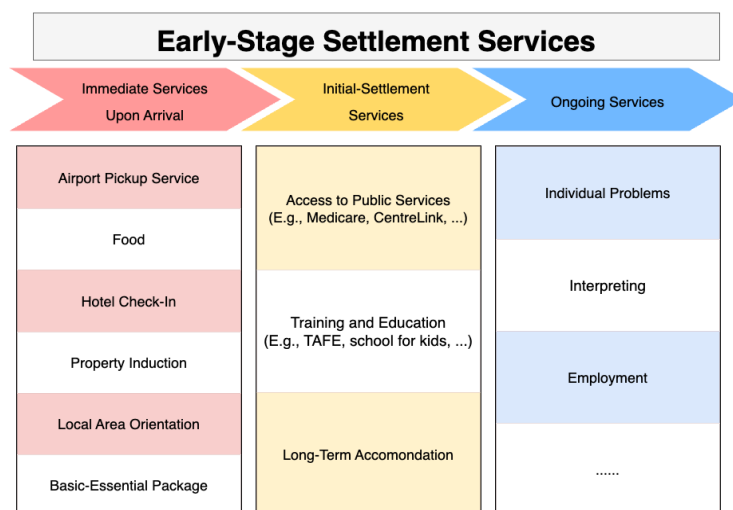 Early-Stage Settlement Services
Immediate Services
Upon Arrival
Initial-Settlement
Services
Ongoing Services
Airport Pickup Service
Food
Hotel Check-In
Property Induction
Local Area Orientation
Basic-Essential Package
Access to Public Services
(E.g., Medicare, CentreLink, ...)
Training and Education
(E.g., TAFE, school for kids, ...)
Long-Term Accomondation
Individual Problems
Interpreting
Employment
......